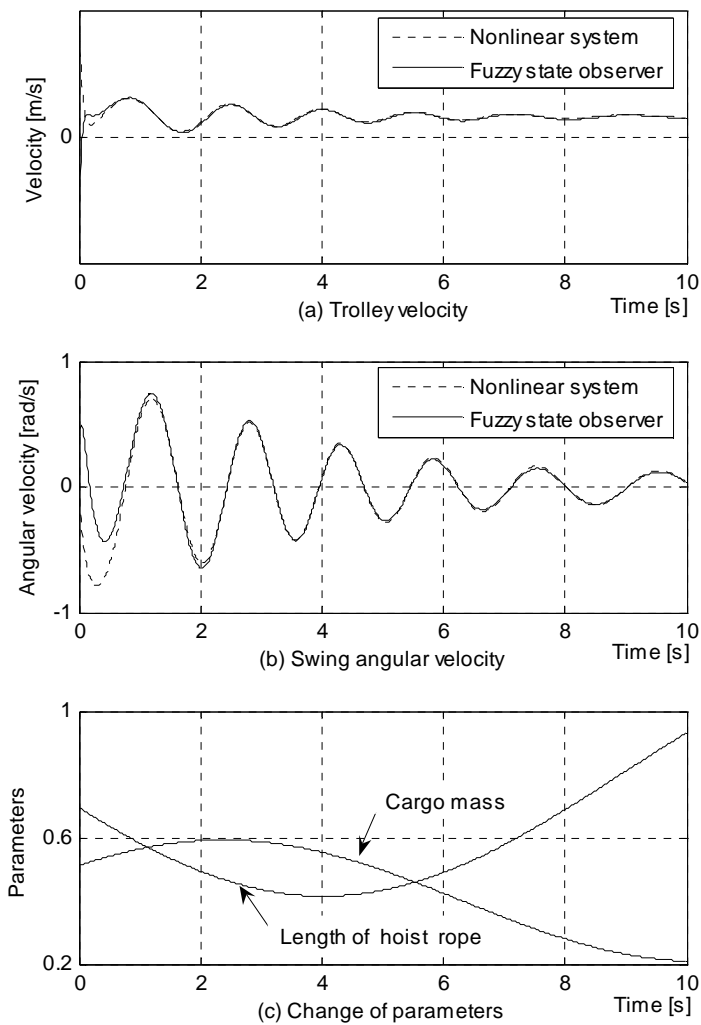 Nonlinear system
Fuzzy state observer
Velocity [m/s]
0
0 2 4 6 8 10
(a) Trolley velocity
Time [s]
1
Nonlinear system
Fuzzy state observer
Angular velocity [rad/s]
0
-1
0 2 4 6 8 10
(b) Swing angular velocity
Time [s]
1
Cargo mass
Parameters
0.6
Length of hoist rope
0.2
0 2 4 6 8 10
(c) Change of parameters
Time [s]